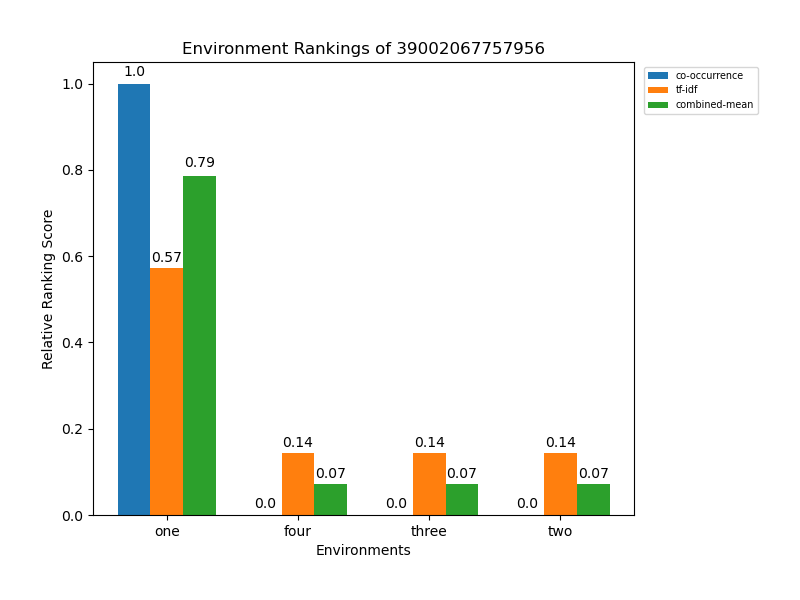 Environment Rankings of 39002067757956
co-occurrence
tf-idf
combined-mean
Relative Ranking Score
1.0
0.8
0.6
0.4
0.2
0.0
1.0
0.57
0.79
0.0
0.14
0.07
0.0
0.14
0.07
0.0
0.14
0.07
one four three two
Environments